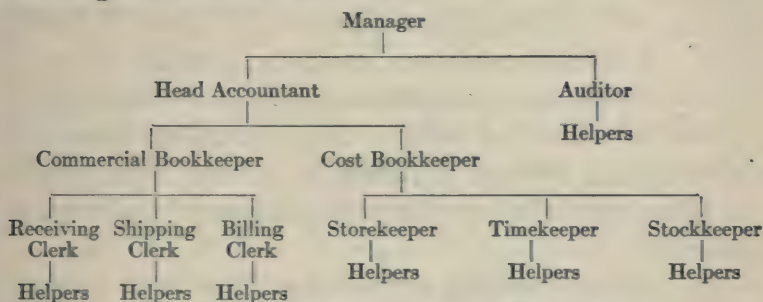 Manager
Head Accountant Auditor
Helpers
Commercial Bookkeeper Cost Bookkeeper
Receiving Shipping Billing Storekeeper Timekeeper Stockkeeper
Clerk Clerk Clerk
Helpers Helpers Helpers
Helpers Helpers Helpers